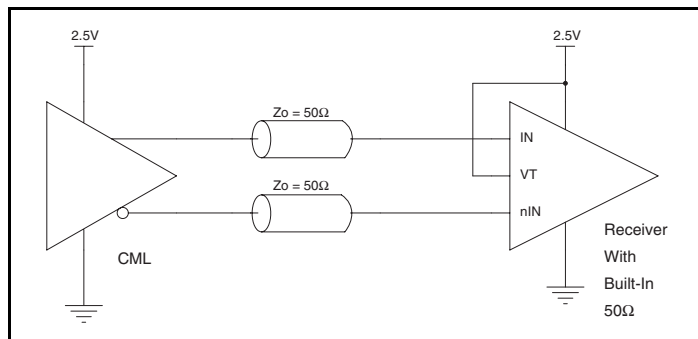 2.5V
2.5V
Zo = 50Ω
IN
VT
Zo = 50Ω
nIN
CML
Receiver
With
Built-In
50Ω